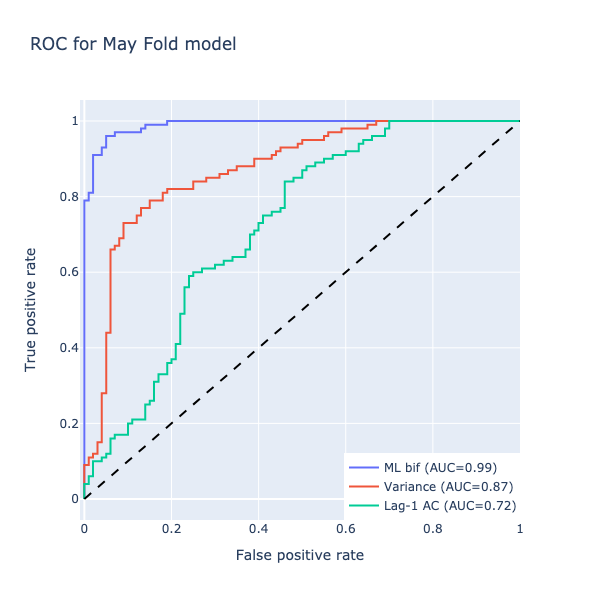 ROC for May Fold model
True positive rate
1
0.8
0.6
0.4
0.2
0
0 0.2 0.4 0.6 0.8 1
False positive rate
ML bif (AUC=0.99)
Variance (AUC=0.87)
Lag-1 AC (AUC=0.72)